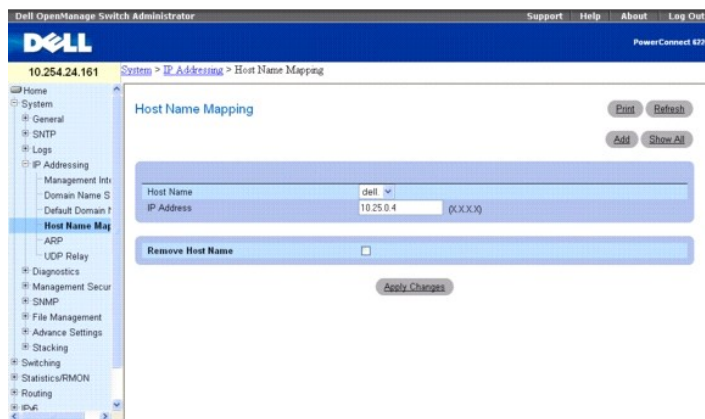 Dell OpenManage Switch Administrator
Support Help About Log Out
DELL
PowerConnect 622
10.254.24.161
System > IP Addressing > Host Name Mapping
Home
System
General
SNTP
Logs
IP Addressing
Management Inte
Domain Name S
Default Domain N
Host Name Map
ARP
UDP Relay
Diagnostics
Management Secur
SNMP
File Management
Advance Settings
Stacking
Switching
Statistics/RMON
Routing
IPv6
Host Name Mapping
Print Refresh
Add Show All
Host Name dell
IP Address 10.25.0.4 (X.X.X.X)
Remove Host Name
Apply Changes